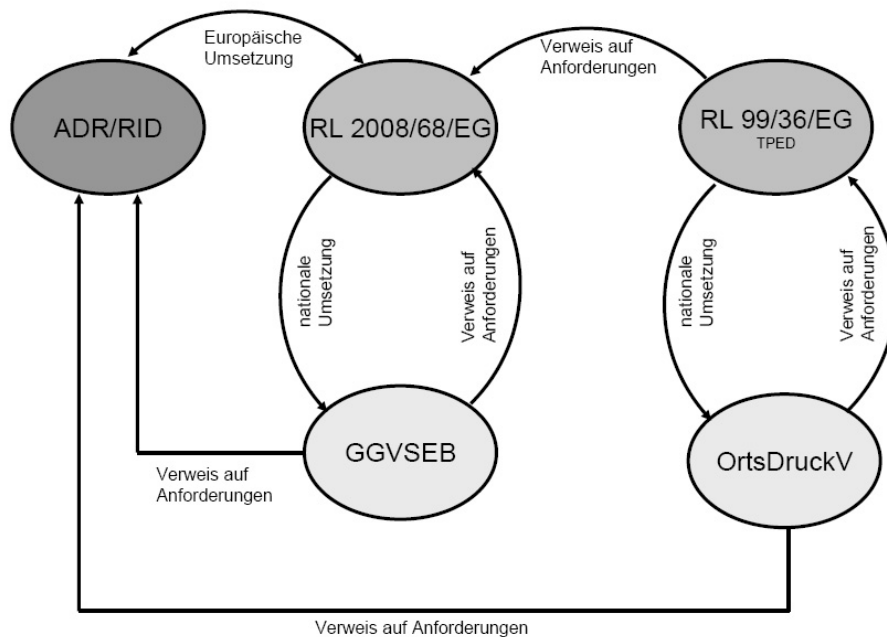 Europäische
Umsetzung
Verweis auf
Anforderungen
ADR/RID
RL 2008/68/EG
RL 99/36/EG
TPED
nationale
Umsetzung
Verweis auf
Anforderungen
nationale
Umsetzung
Verweis auf
Anforderungen
GGVSEB
OrtsDruckV
Verweis auf
Anforderungen
Verweis auf Anforderungen